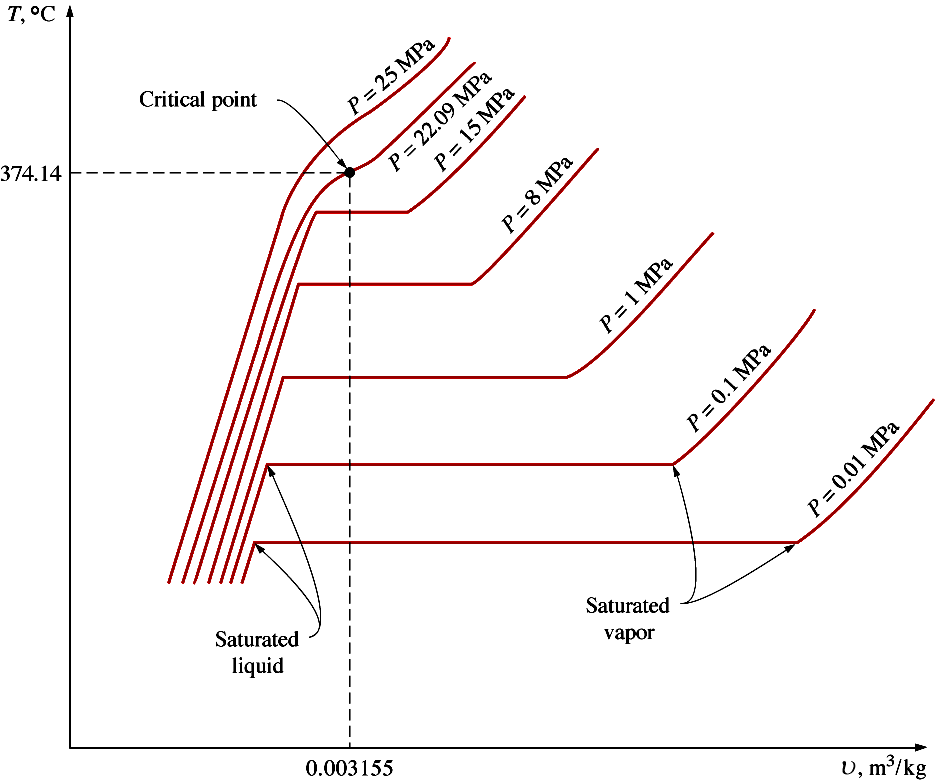 T, °C
P = 25 MPa
Critical point
P = 22.09 MPa
P = 15 MPa
374.14
P = 8 MPa
P = 1 MPa
P = 0.1 MPa
P = 0.01 MPa
Saturated
vapor
Saturated
liquid
0.003155
υ, m³/kg